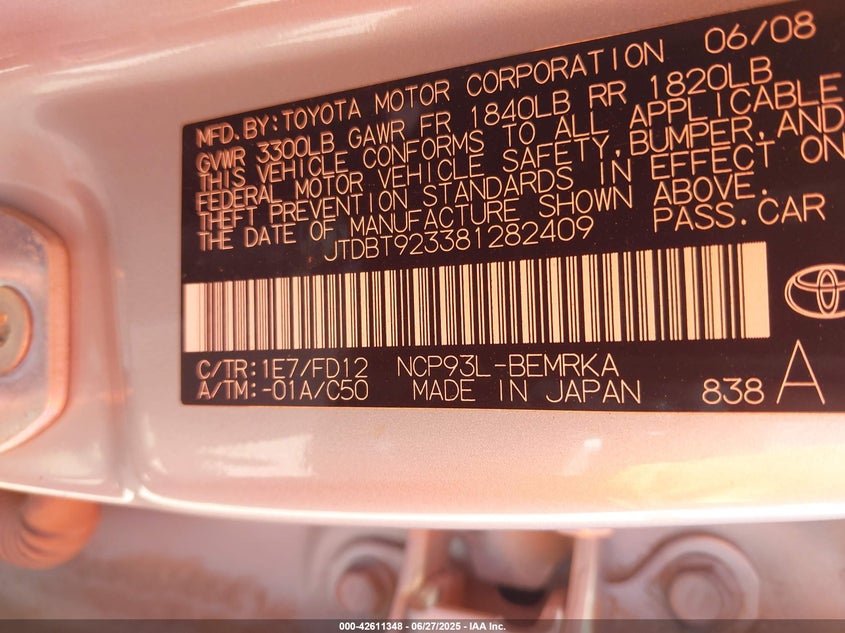 MFD. BY: TOYOTA MOTOR CORPORATION 06/08
GVWR 3300LB GAWR FR 1840LB RR 1820LB
THIS VEHICLE CONFORMS TO ALL APPLICABLE
FEDERAL MOTOR VEHICLE SAFETY, BUMPER, AND
THEFT PREVENTION STANDARDS IN EFFECT ON
THE DATE OF MANUFACTURE SHOWN ABOVE.
JTDBT923381282409 PASS. CAR
C/TR: 1E7/FD12 NCP93L-BEMRKA
A/TM: -01A/C50 MADE IN JAPAN 838 A
000-42611348 - 06/27/2025 - IAA Inc.